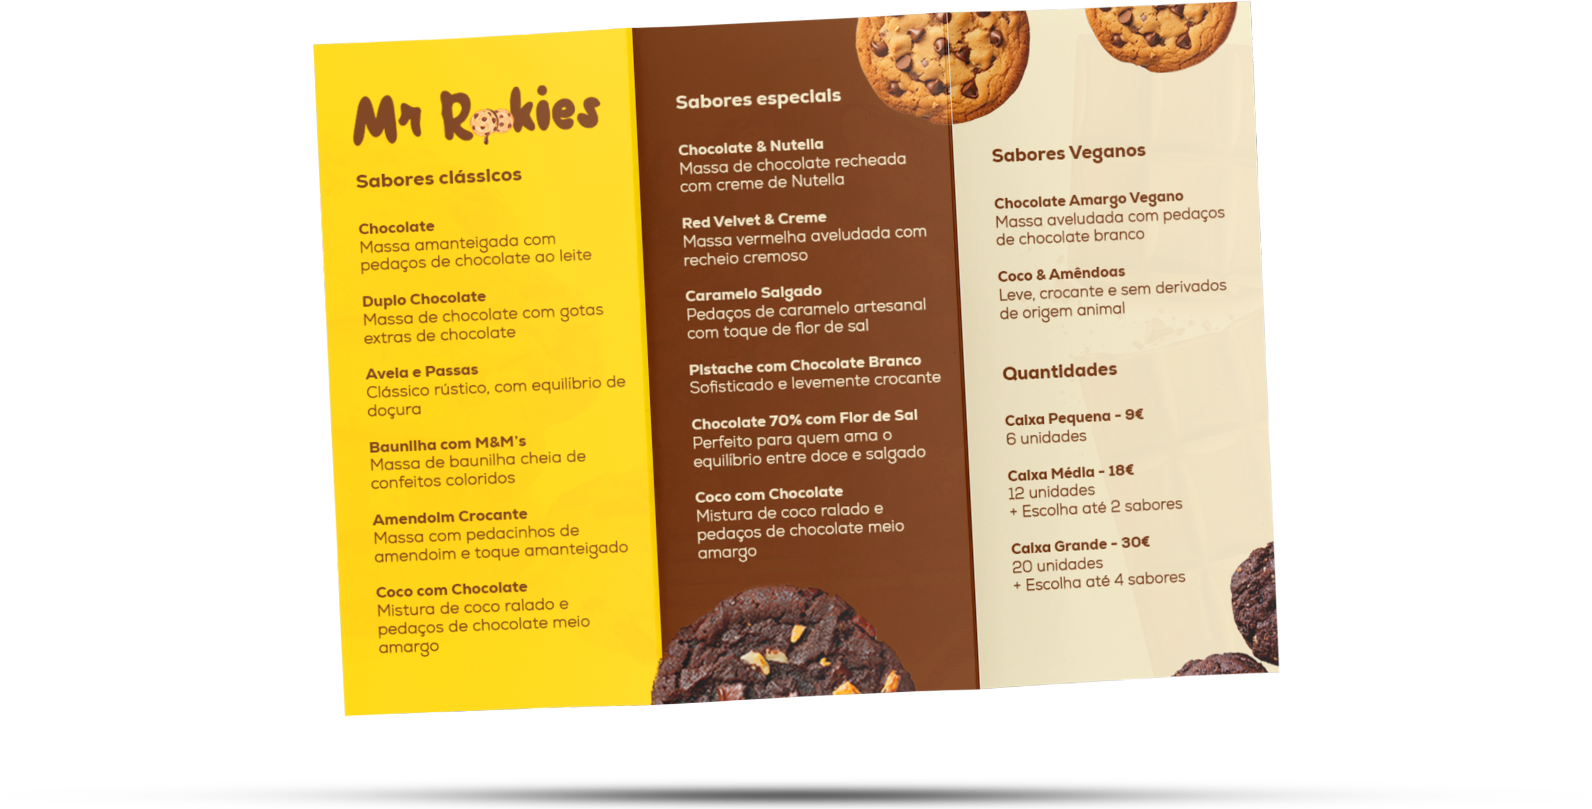 Mr Rookies
Sabores clássicos
Chocolate
Massa amanteigada com
pedaços de chocolate ao leite
Duplo Chocolate
Massa de chocolate com gotas
extras de chocolate
Aveia e Passas
Clássico rústico, com equilíbrio de
doçura
Baunilha com M&M's
Massa de baunilha cheia de
confeitos coloridos
Amendoim Crocante
Massa com pedacinhos de
amendoim e toque amanteigado
Coco com Chocolate
Mistura de coco ralado e
pedaços de chocolate meio
amargo
Sabores especiais
Chocolate & Nutella
Massa de chocolate recheada
com creme de Nutella
Red Velvet & Creme
Massa vermelha aveludada com
recheio cremoso
Caramelo Salgado
Pedaços de caramelo artesanal
com toque de flor de sal
Pistache com Chocolate Branco
Sofisticado e levemente crocante
Chocolate 70% com Flor de Sal
Perfeito para quem ama o
equilíbrio entre doce e salgado
Coco com Chocolate
Mistura de coco ralado e
pedaços de chocolate meio
amargo
Sabores Veganos
Chocolate Amargo Vegano
Massa aveludada com pedaços
de chocolate branco
Coco & Amêndoas
Leve, crocante e sem derivados
de origem animal
Quantidades
Caixa Pequena - 9€
6 unidades
Caixa Média - 18€
12 unidades
+ Escolha até 2 sabores
Caixa Grande - 30€
20 unidades
+ Escolha até 4 sabores